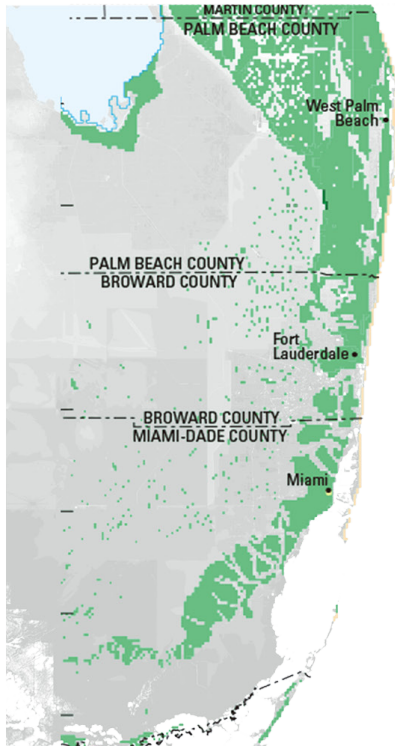 MARTIN COUNTY
PALM BEACH COUNTY
West Palm
Beach
PALM BEACH COUNTY
BROWARD COUNTY
Fort
Lauderdale
BROWARD COUNTY
MIAMI-DADE COUNTY
Miami